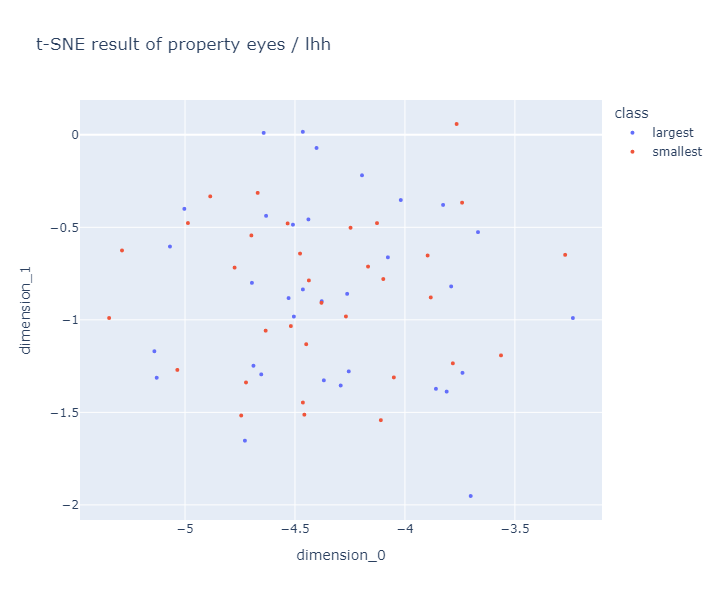 t-SNE result of property eyes / lhh
class
largest
smallest
0
−0.5
−1
−1.5
−2
dimension_1
−5
−4.5
−4
−3.5
dimension_0